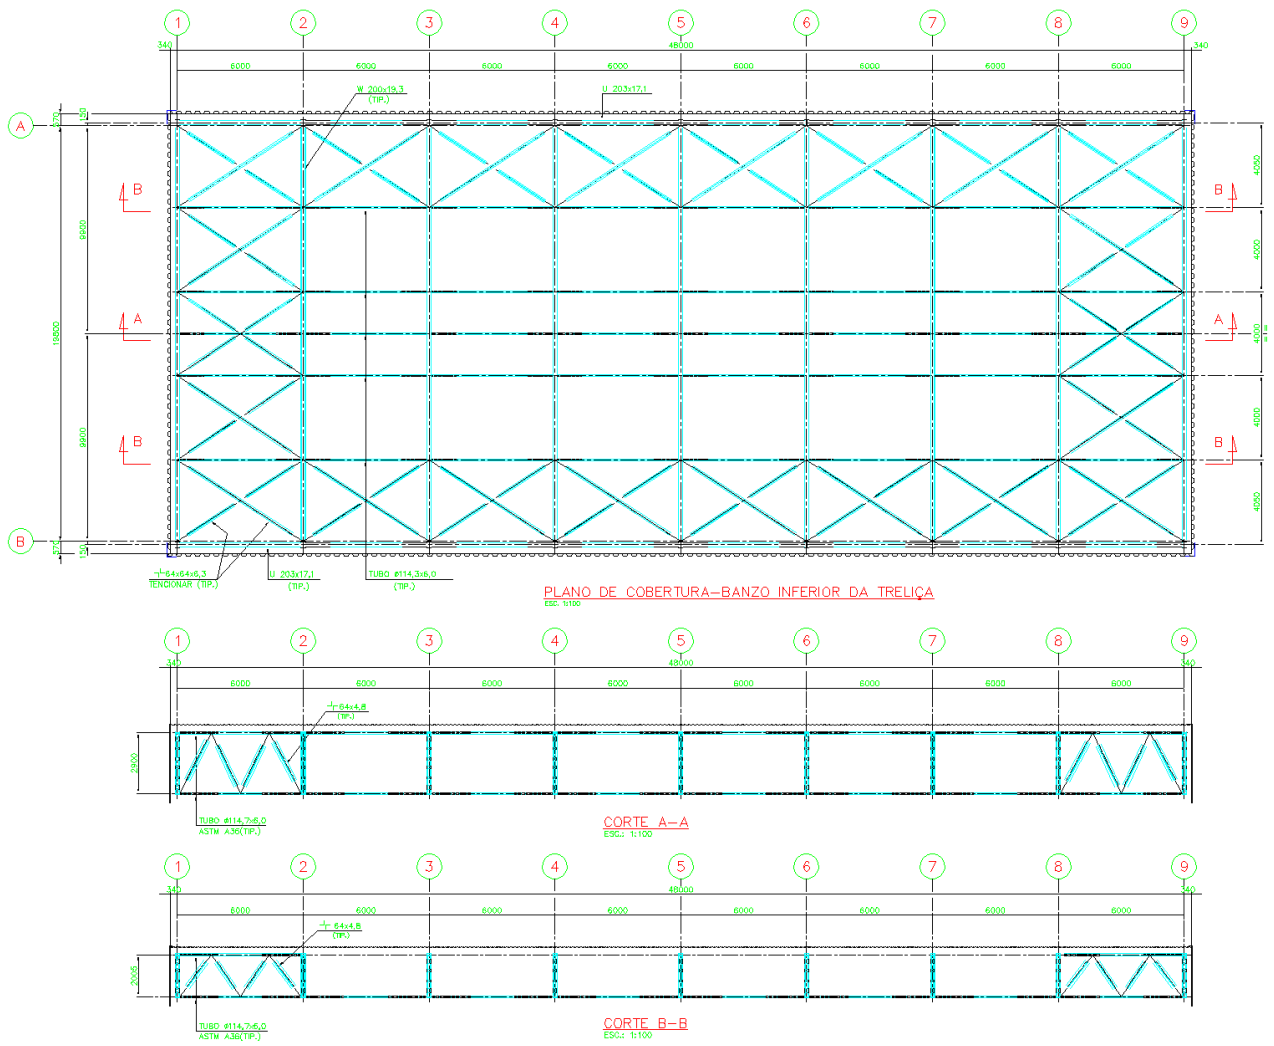 1 2 3 4 5 6 7 8 9
340 48000 340
6000 6000 6000 6000 6000 6000 6000 6000
W 200x19,3
(TIP.)
U 203x17,1
A
150
4050
B B
9900
4000
19800
A A
4000
4000
9900
B B
4050
B
150
64x64x6,3
TENCIONAR (TIP.)
U 203x17,1
(TIP.)
TUBO Ø114,3x6,0
(TIP.)
PLANO DE COBERTURA-BANZO INFERIOR DA TRELIÇA
ESC. 1:100
1 2 3 4 5 6 7 8 9
340 48000 340
6000 6000 6000 6000 6000 6000 6000 6000
64x4,8
(TIP.)
2900
TUBO Ø114,7x6,0
ASTM A36(TIP.)
CORTE A-A
ESC.: 1:100
1 2 3 4 5 6 7 8 9
340 48000 340
6000 6000 6000 6000 6000 6000 6000 6000
64x4,8
(TIP.)
2005
TUBO Ø114,7x6,0
ASTM A36(TIP.)
CORTE B-B
ESC.: 1:100